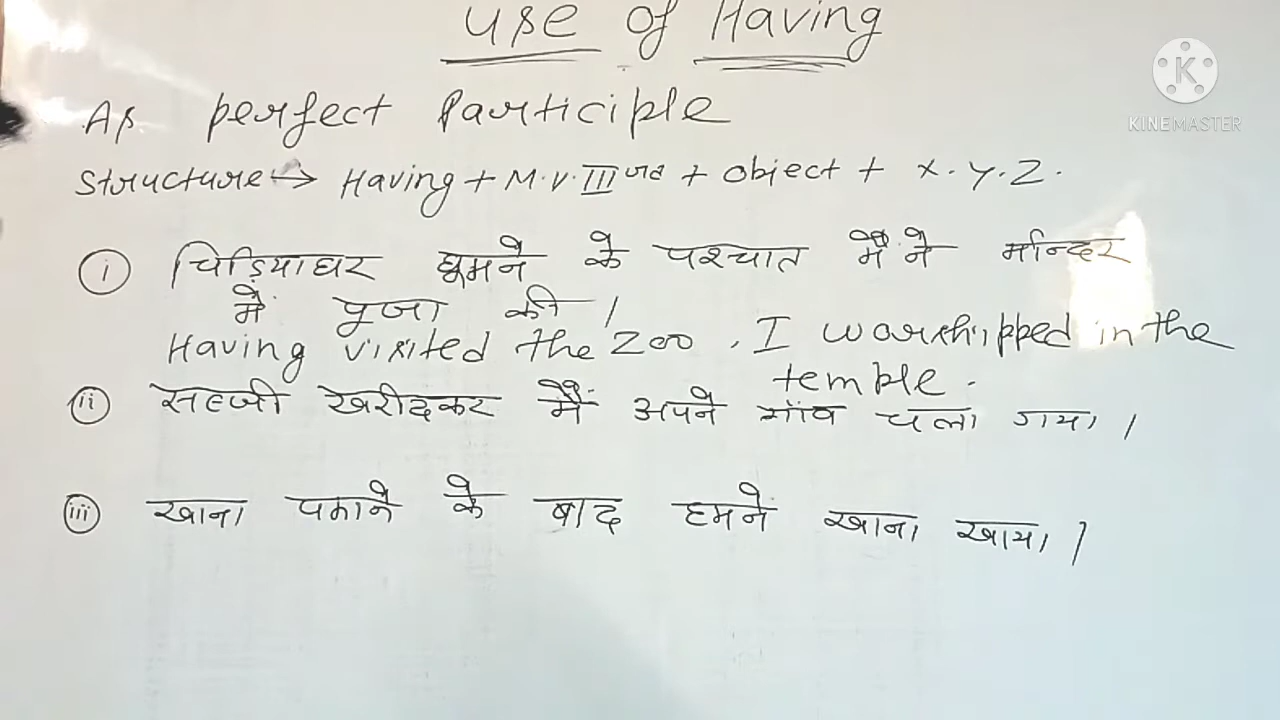 Use of Having
As perfect Participle
Structure → Having + M.V. III rd + Object + X.Y.Z.
(i) चिड़ियाघर घूमने के पश्चात मैंने मन्दिर
में पूजा की।
Having visited the Zoo, I worshipped in the
temple.
(ii) सब्जी खरीदकर मैं अपने गाँव चला गया।
(iii) खाना पकाने के बाद हमने खाना खाया।
K
KINEMASTER